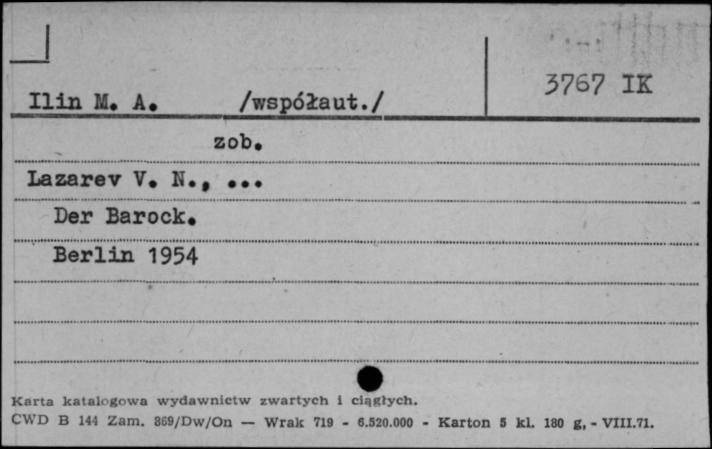 3767 IK
Ilin M. A. /współaut./
zob.
Lazarev V. N., ...
Der Barock.
Berlin 1954
Karta katalogowa wydawnictw zwartych i ciągłych.
CWD B 144 Zam. 869/Dw/On — Wrak 719 - 6.520.000 - Karton 5 kl. 180 g, - VIII.71.